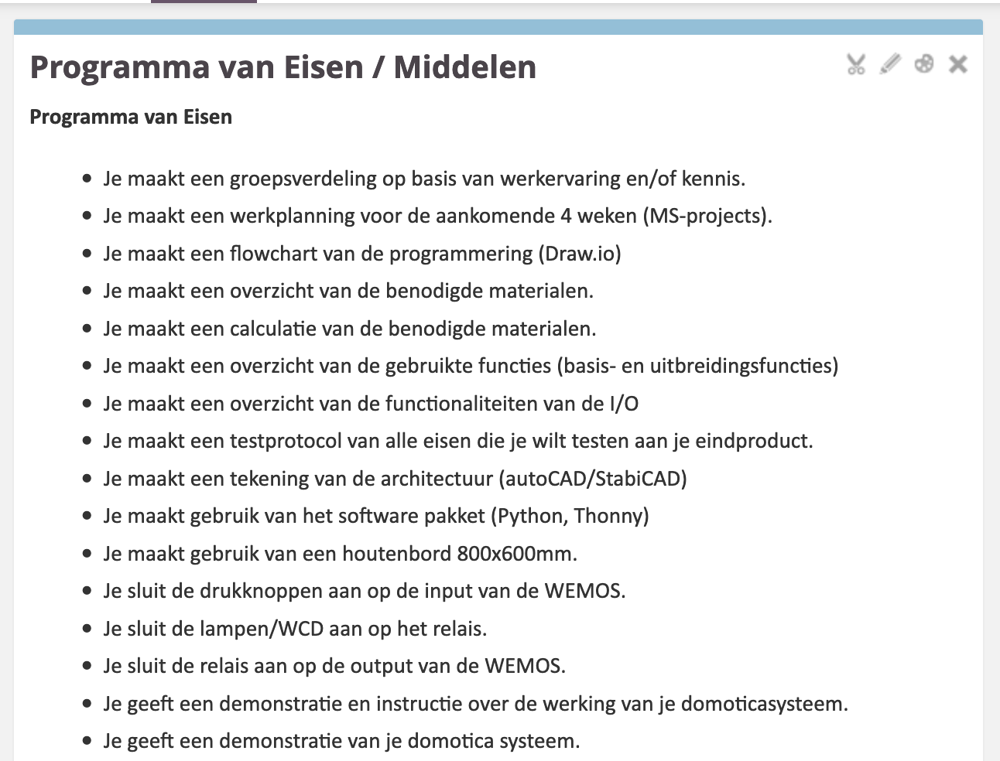 Programma van Eisen / Middelen
Programma van Eisen
• Je maakt een groepsverdeling op basis van werkervaring en/of kennis.
• Je maakt een werkplanning voor de aankomende 4 weken (MS-projects).
• Je maakt een flowchart van de programmering (Draw.io)
• Je maakt een overzicht van de benodigde materialen.
• Je maakt een calculatie van de benodigde materialen.
• Je maakt een overzicht van de gebruikte functies (basis- en uitbreidingsfuncties)
• Je maakt een overzicht van de functionaliteiten van de I/O
• Je maakt een testprotocol van alle eisen die je wilt testen aan je eindproduct.
• Je maakt een tekening van de architectuur (autoCAD/StabiCAD)
• Je maakt gebruik van het software pakket (Python, Thonny)
• Je maakt gebruik van een houtenbord 800x600mm.
• Je sluit de drukknoppen aan op de input van de WEMOS.
• Je sluit de lampen/WCD aan op het relais.
• Je sluit de relais aan op de output van de WEMOS.
• Je geeft een demonstratie en instructie over de werking van je domoticasysteem.
• Je geeft een demonstratie van je domotica systeem.